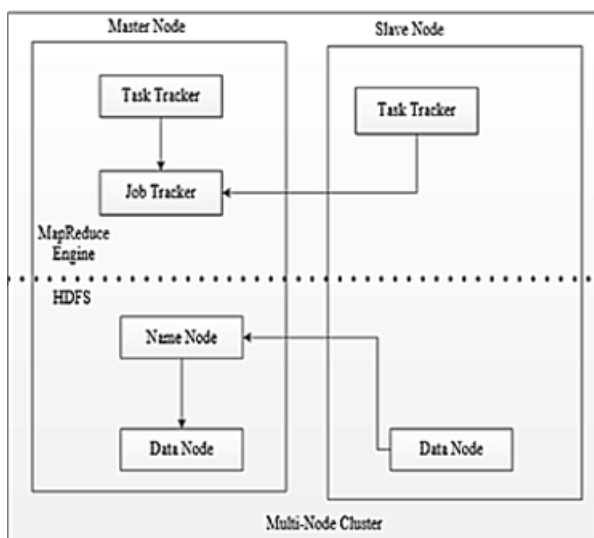 Master Node
Slave Node
Task Tracker
Task Tracker
Job Tracker
MapReduce
Engine
HDFS
Name Node
Data Node
Data Node
Multi-Node Cluster